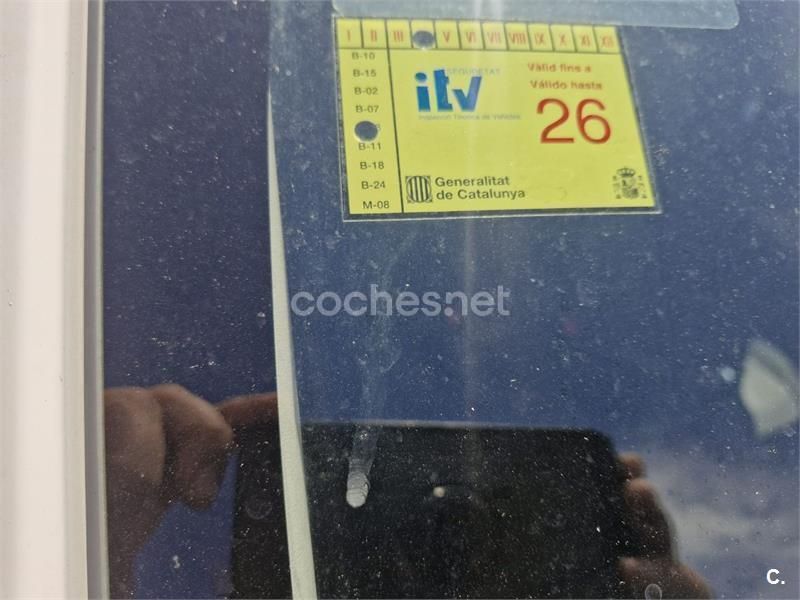 I II III V VI VII VIII IX X XI XII
B-10
B-15
B-02
B-07
B-11
B-18
B-24
M-08
SEGURETAT
itv
Inspecció Tècnica de Vehicles
Vàlid fins a
Válido hasta
26
Generalitat
de Catalunya
coches.net
C.